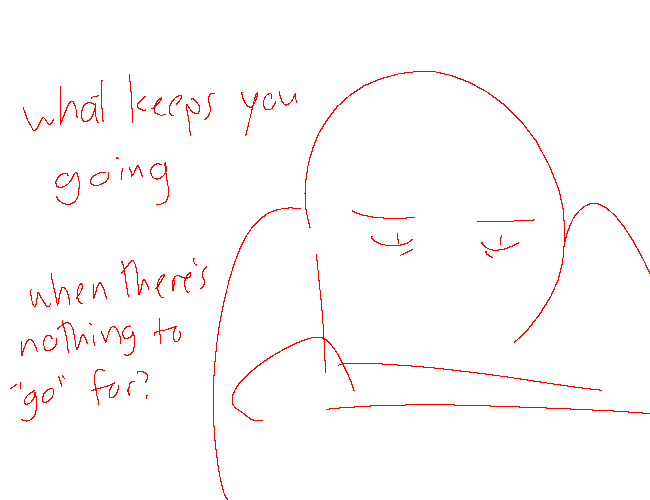 what keeps you
going
when there's
nothing to
"go" for?